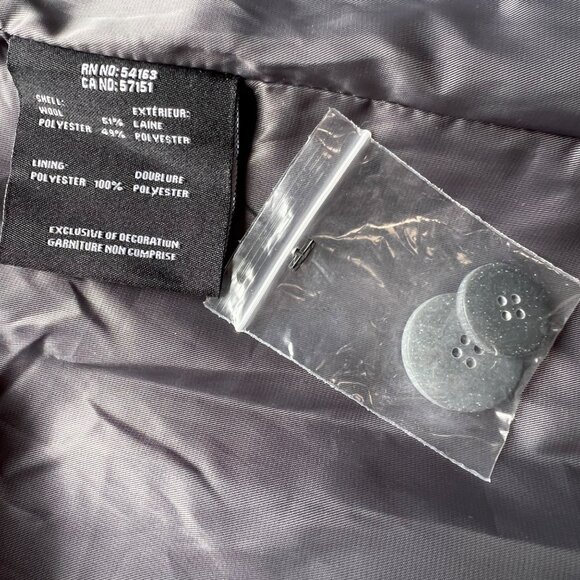 RN NO: 54163
CA NO: 57151
SHELL: EXTÉRIEUR:
WOOL 51% LAINE
POLYESTER 49% POLYESTER
LINING: DOUBLURE
POLYESTER 100% POLYESTER
EXCLUSIVE OF DECORATION
GARNITURE NON COMPRISE